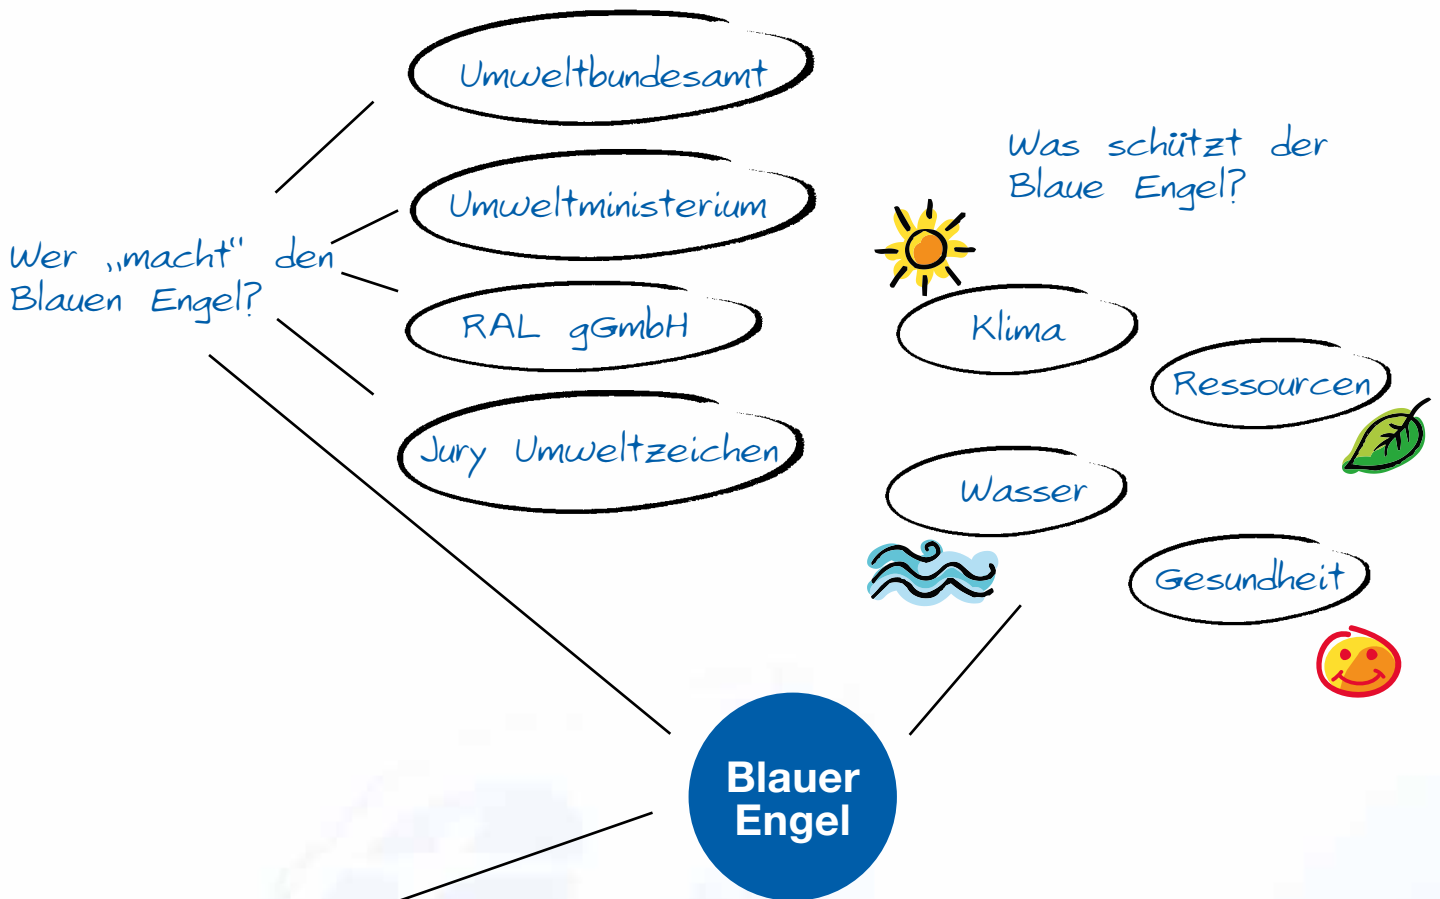 Umweltbundesamt
Umweltministerium
Wer „macht“ den
Blauen Engel?
RAL gGmbH
Jury Umweltzeichen
Was schützt der
Blaue Engel?
Klima
Ressourcen
Wasser
Gesundheit
Blauer
Engel